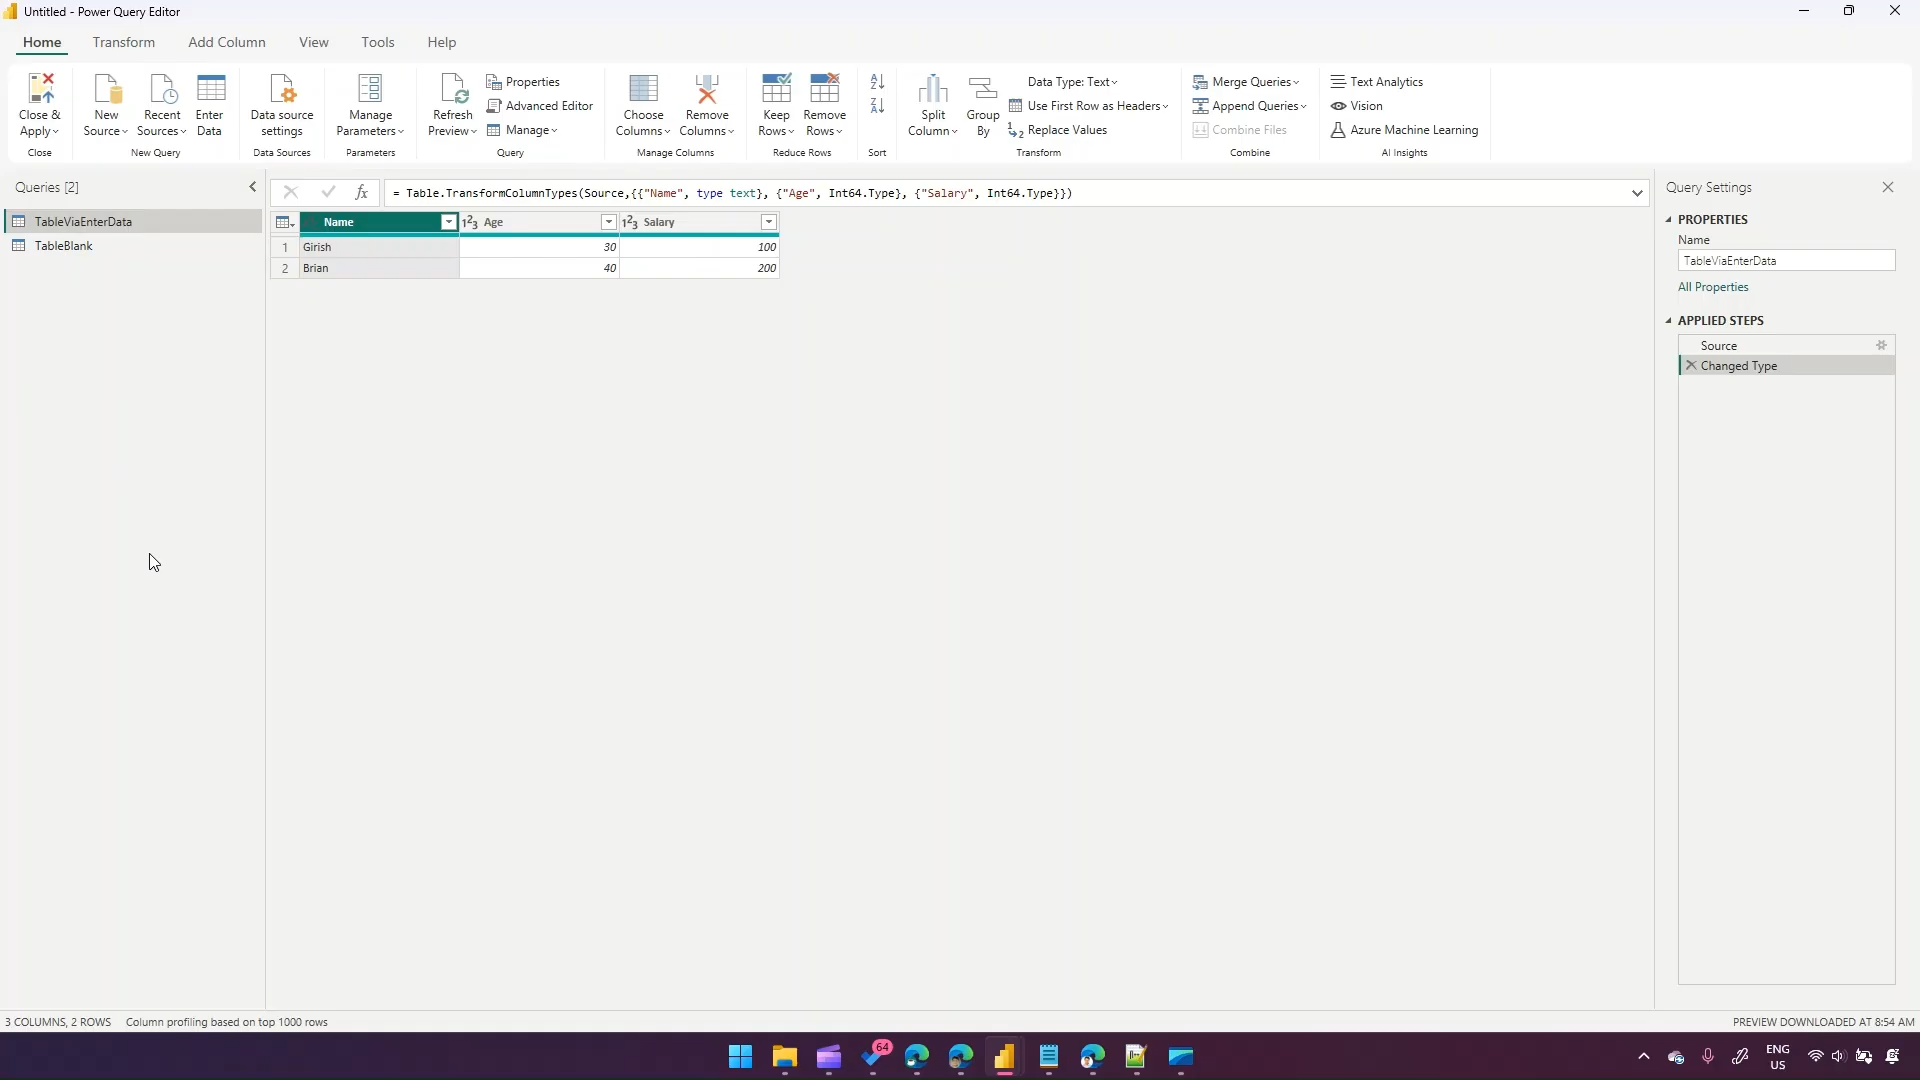 Untitled - Power Query Editor
Home Transform Add Column View Tools Help
Close & Apply
Close
New Source
Recent Sources
Enter Data
New Query
Data source settings
Data Sources
Manage Parameters
Parameters
Refresh Preview
Properties
Advanced Editor
Manage
Query
Choose Columns
Remove Columns
Manage Columns
Keep Rows
Remove Rows
Reduce Rows
Sort
Split Column
Group By
Data Type: Text
Use First Row as Headers
Replace Values
Transform
Merge Queries
Append Queries
Combine Files
Combine
Text Analytics
Vision
Azure Machine Learning
AI Insights
Queries [2]
TableViaEnterData
TableBlank
fx
= Table.TransformColumnTypes(Source,{{"Name", type text}, {"Age", Int64.Type}, {"Salary", Int64.Type}})
Name 123 Age 123 Salary
1 Girish 30 100
2 Brian 40 200
Query Settings
PROPERTIES
Name
TableViaEnterData
All Properties
APPLIED STEPS
Source
Changed Type
3 COLUMNS, 2 ROWS Column profiling based on top 1000 rows
PREVIEW DOWNLOADED AT 8:54 AM
64
ENG
US